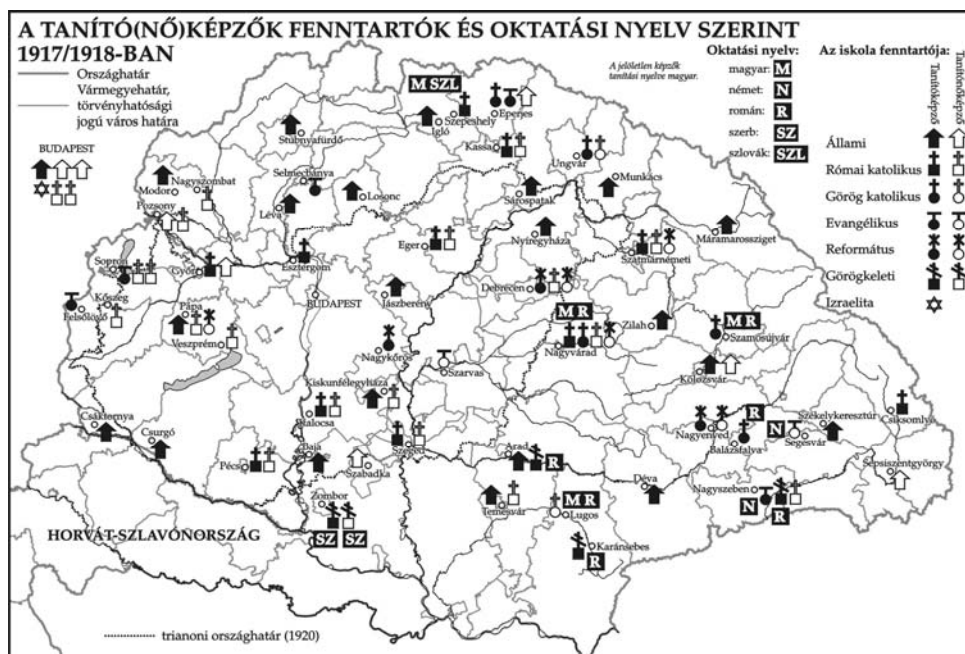 A TANÍTÓ(NŐ)KÉPZŐK FENNTARTÓK ÉS OKTATÁSI NYELV SZERINT
1917/1918-BAN
Országhatár
Vármegyehatár,
törvényhatósági
jogú város határa
A jelöletlen képzők
tanítási nyelve magyar.
Oktatási nyelv:
magyar: M
német: N
román: R
szerb: SZ
szlovák: SZL
Az iskola fenntartója:
Tanítóképző
Tanítónőképző
Állami
Római katolikus
Görög katolikus
Evangélikus
Református
Görögkeleti
Izraelita
BUDAPEST
M SZL
Szepeshely
Igló
Eperjes
Stubnyafürdő
Kassa
Ungvár
Munkács
Selmecbánya
Losonc
Sárospatak
Modor
Nagyszombat
Pozsony
Léva
Nyíregyháza
Máramarossziget
Eger
Szatmárnémeti
Esztergom
Sopron
Győr
BUDAPEST
Jászberény
Debrecen
Kőszeg
Felsőlövő
Pápa
Veszprém
M R
Zilah
M R
Szamosújvár
Nagyvárad
Nagykőrös
Szarvas
Kolozsvár
Kiskunfélegyháza
Kalocsa
Csáktornya
Csurgó
Szeged
R
Székelykeresztúr
Csíksomlyó
Nagyenyed
Balázsfalva
N
Segesvár
Pécs
Baja
Szabadka
Arad
R
Déva
Sepsiszentgyörgy
Nagyszeben
N
R
Zombor
SZ SZ
Temesvár
M R
Lugos
HORVÁT-SZLAVÓNORSZÁG
Karánsebes
R
trianoni országhatár (1920)